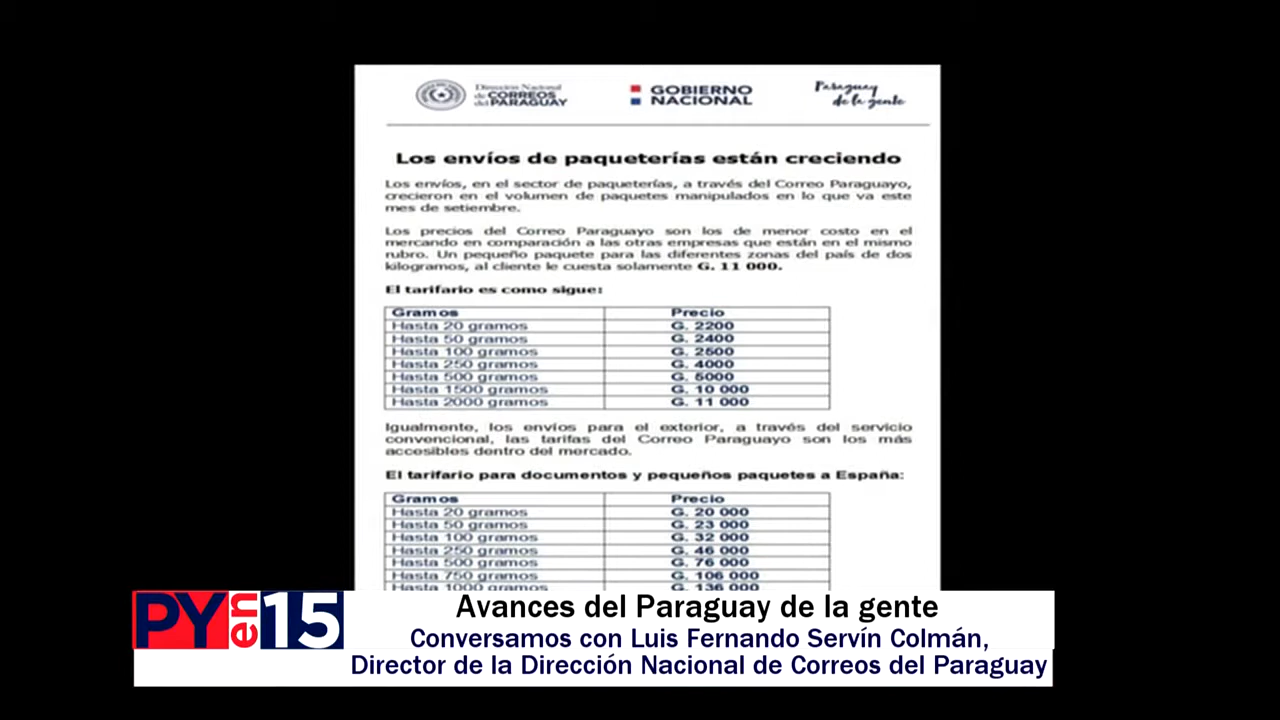 Dirección Nacional
de CORREOS
del PARAGUAY
GOBIERNO
NACIONAL
Paraguay
de la gente
Los envíos de paqueterías están creciendo
Los envíos, en el sector de paqueterías, a través del Correo Paraguayo,
crecieron en el volumen de paquetes manipulados en lo que va este
mes de setiembre.
Los precios del Correo Paraguayo son los de menor costo en el
mercando en comparación a las otras empresas que están en el mismo
rubro. Un pequeño paquete para las diferentes zonas del país de dos
kilogramos, al cliente le cuesta solamente G. 11 000.
El tarifario es como sigue:
Gramos Precio
Hasta 20 gramos G. 2200
Hasta 50 gramos G. 2400
Hasta 100 gramos G. 2500
Hasta 250 gramos G. 4000
Hasta 500 gramos G. 5000
Hasta 1500 gramos G. 10 000
Hasta 2000 gramos G. 11 000
Igualmente, los envíos para el exterior, a través del servicio
convencional, las tarifas del Correo Paraguayo son los más
accesibles dentro del mercado.
El tarifario para documentos y pequeños paquetes a España:
Gramos Precio
Hasta 20 gramos G. 20 000
Hasta 50 gramos G. 23 000
Hasta 100 gramos G. 32 000
Hasta 250 gramos G. 46 000
Hasta 500 gramos G. 76 000
Hasta 750 gramos G. 106 000
Hasta 1000 gramos G. 136 000
PY en 15
Avances del Paraguay de la gente
Conversamos con Luis Fernando Servín Colmán,
Director de la Dirección Nacional de Correos del Paraguay